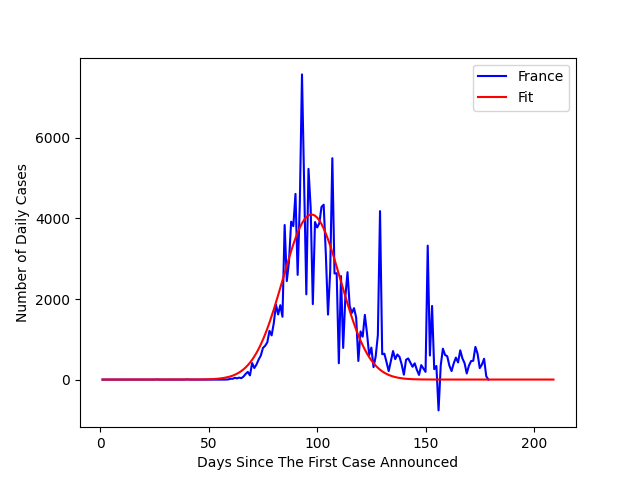 France
Fit
Number of Daily Cases
6000
4000
2000
0
0 50 100 150 200
Days Since The First Case Announced